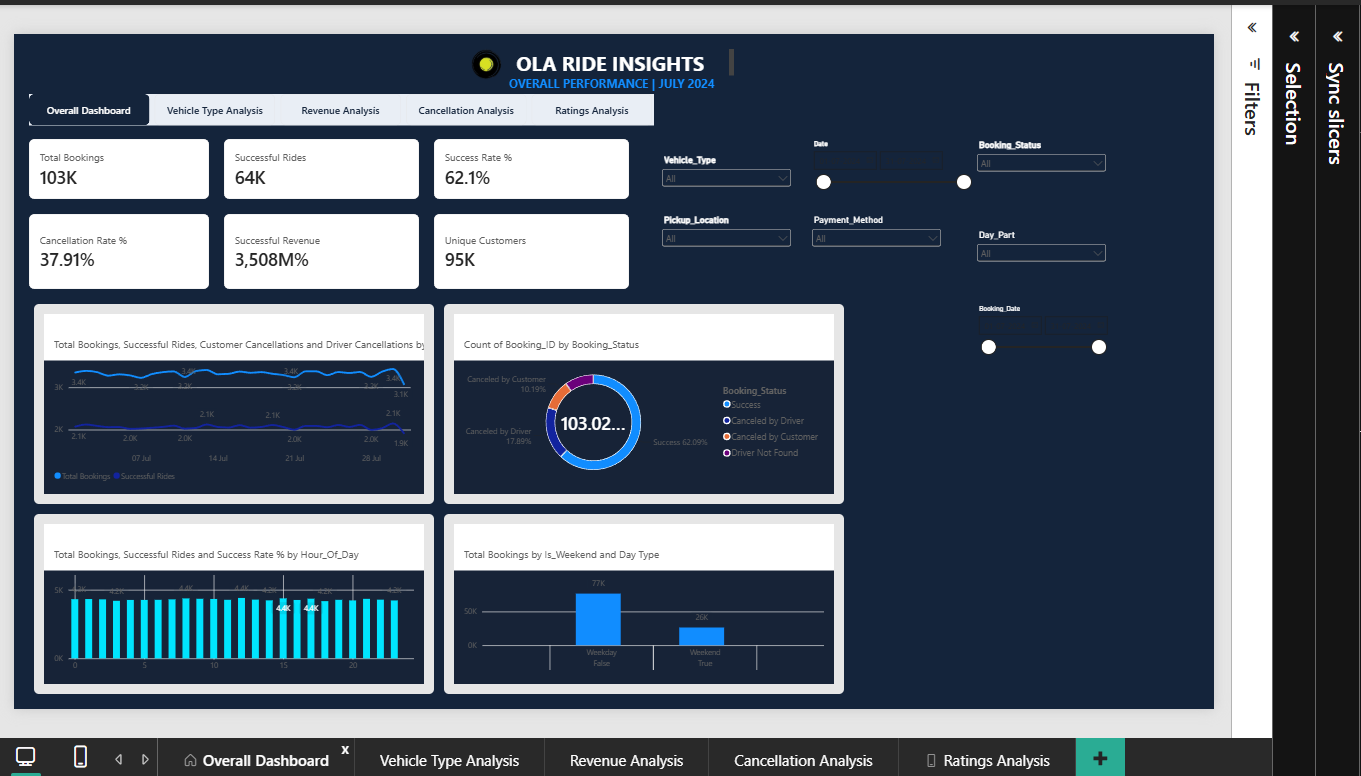 OLA RIDE INSIGHTS
OVERALL PERFORMANCE | JULY 2024
Overall Dashboard
Vehicle Type Analysis
Revenue Analysis
Cancellation Analysis
Ratings Analysis
Total Bookings
103K
Successful Rides
64K
Success Rate %
62.1%
Cancellation Rate %
37.91%
Successful Revenue
3,508M%
Unique Customers
95K
Vehicle_Type
All
Date
Booking_Status
All
Pickup_Location
All
Payment_Method
All
Day_Part
All
Booking_Date
Total Bookings, Successful Rides, Customer Cancellations and Driver Cancellations by
3K
3.4K
3.2K
3.4K
3.2K
3.4K
3.2K
3.2K
3.4K
3.1K
2K
2.1K
2.0K
2.0K
2.1K
2.1K
2.0K
2.0K
2.1K
1.9K
07 Jul
14 Jul
21 Jul
28 Jul
Total Bookings
Successful Rides
Count of Booking_ID by Booking_Status
Canceled by Customer
10.19%
Canceled by Driver
17.89%
103.02...
Success 62.09%
Booking_Status
Success
Canceled by Driver
Canceled by Customer
Driver Not Found
Total Bookings, Successful Rides and Success Rate % by Hour_Of_Day
5K
4.2K
4.4K
4.4K
4.2K
4.4K
4.4K
4.2K
4.2K
0K
0
5
10
15
20
Total Bookings by Is_Weekend and Day Type
50K
0K
77K
26K
Weekday
False
Weekend
True
Filters
Selection
Sync slicers
Overall Dashboard
x
Vehicle Type Analysis
Revenue Analysis
Cancellation Analysis
Ratings Analysis
+